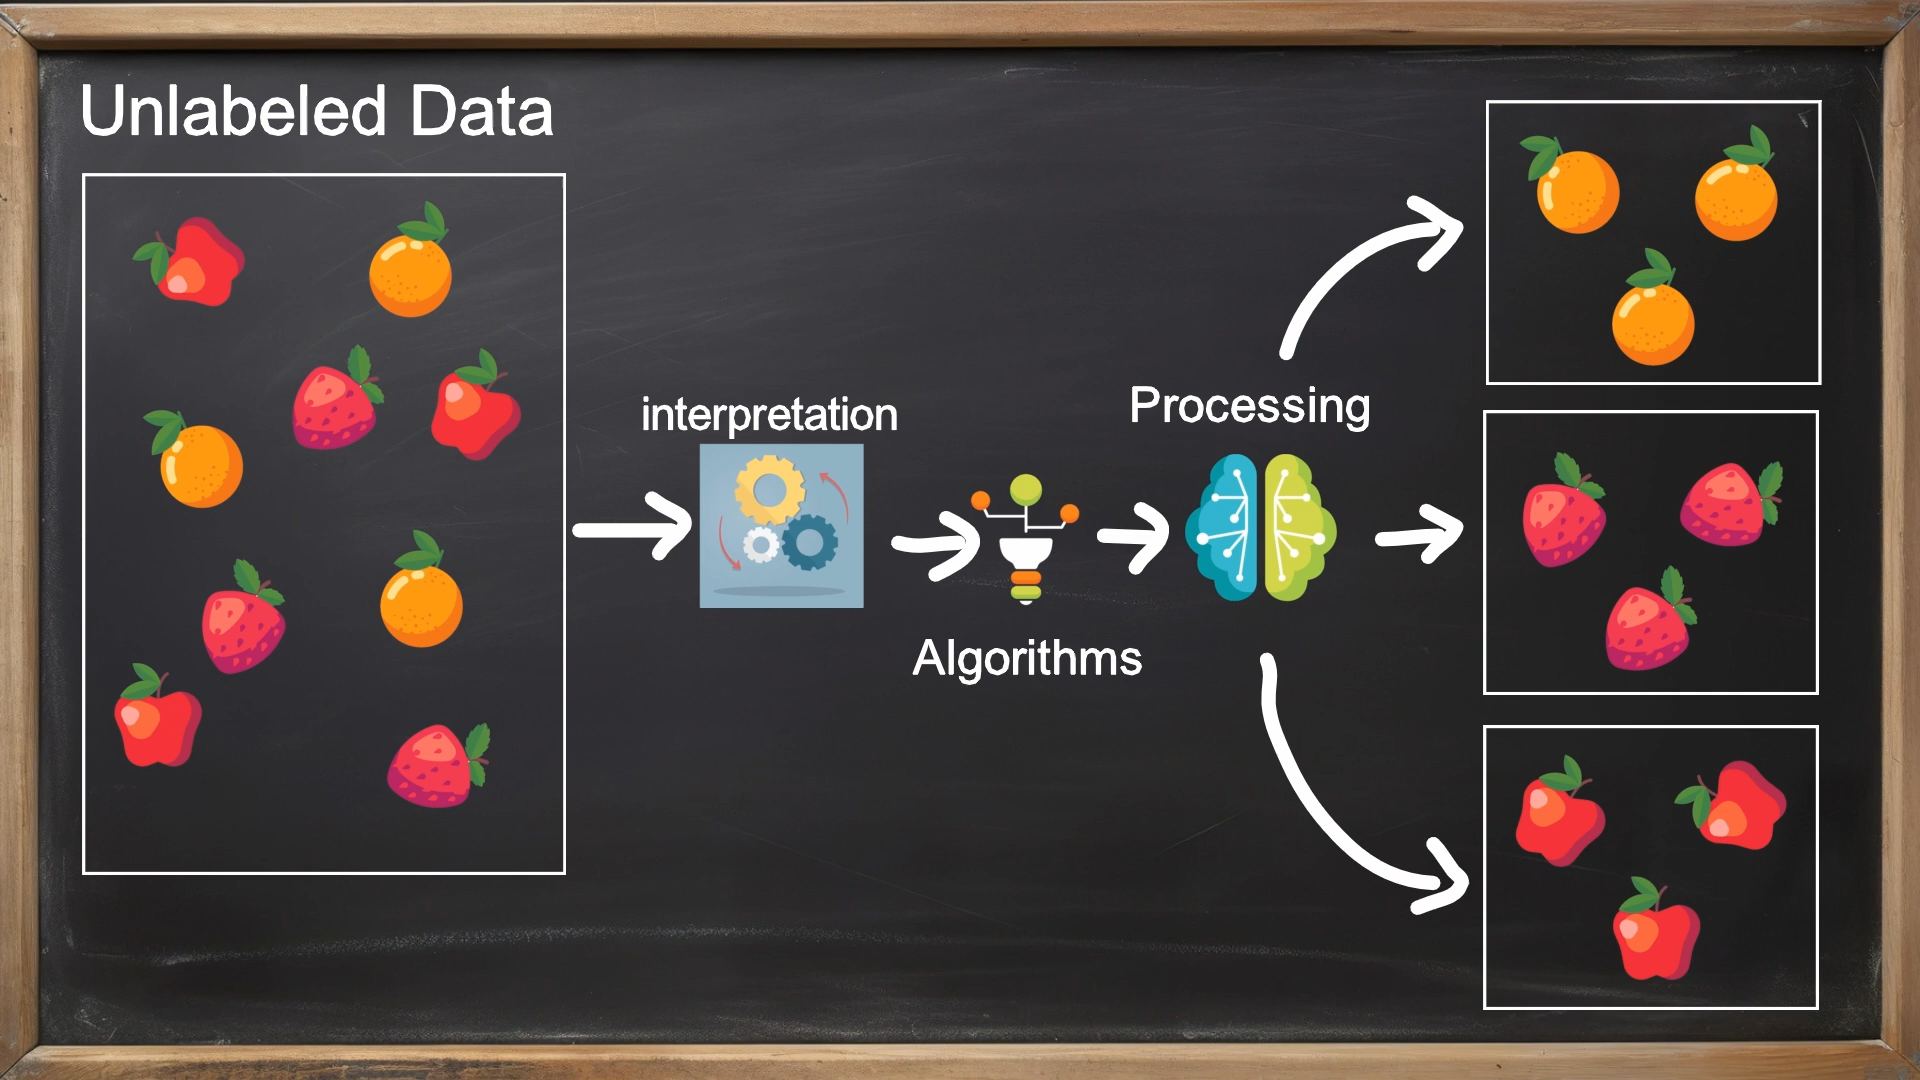 Unlabeled Data
interpretation
Algorithms
Processing